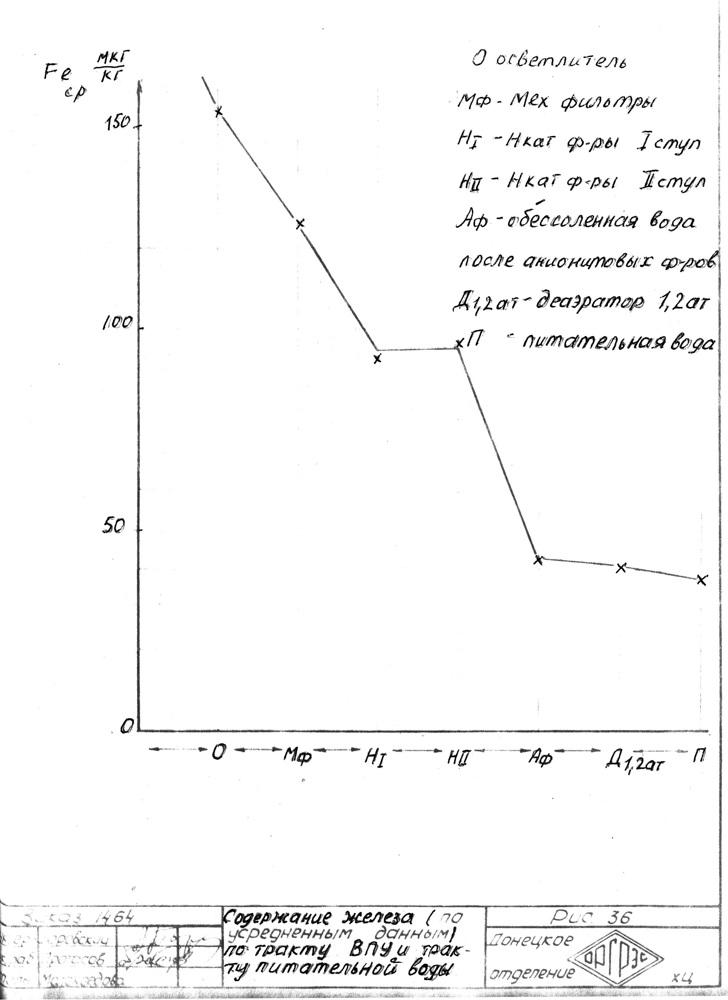 Fe ср мкг/кг
О осветлитель
Мф - Мех фильтры
НI - Нкат ф-ры I ступ
НII - Нкат ф-ры II ступ
Аф - обессоленная вода
после анионитовых ф-ров
Д1,2ат - деаэратор 1,2ат
П - питательная вода
150
100
50
0
О Мф НI НII Аф Д1,2ат П
Заказ 1464
Содержание железа (по
усредненным данным)
по тракту ВПУ и трак-
ту питательной воды
Рис. 36
Донецкое
отделение
ОРГРЭС
хц
Протасов